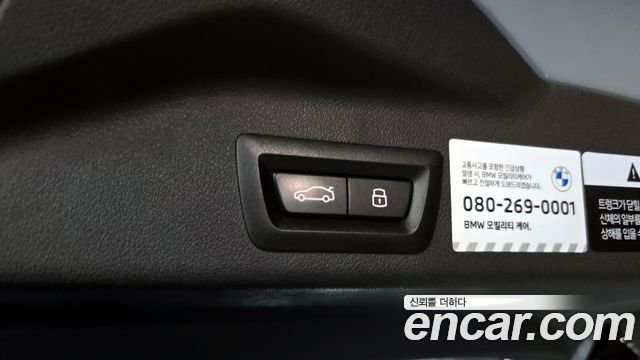 교통사고를 포함한 긴급상황
발생 시, BMW 모빌리티케어가
빠르고 친절하게 도와드리겠습니다.
080-269-0001
BMW 모빌리티 케어.
트렁크가 닫힐
신체의 일부를
상해를 입을 수
신뢰를 더하다
encar.com